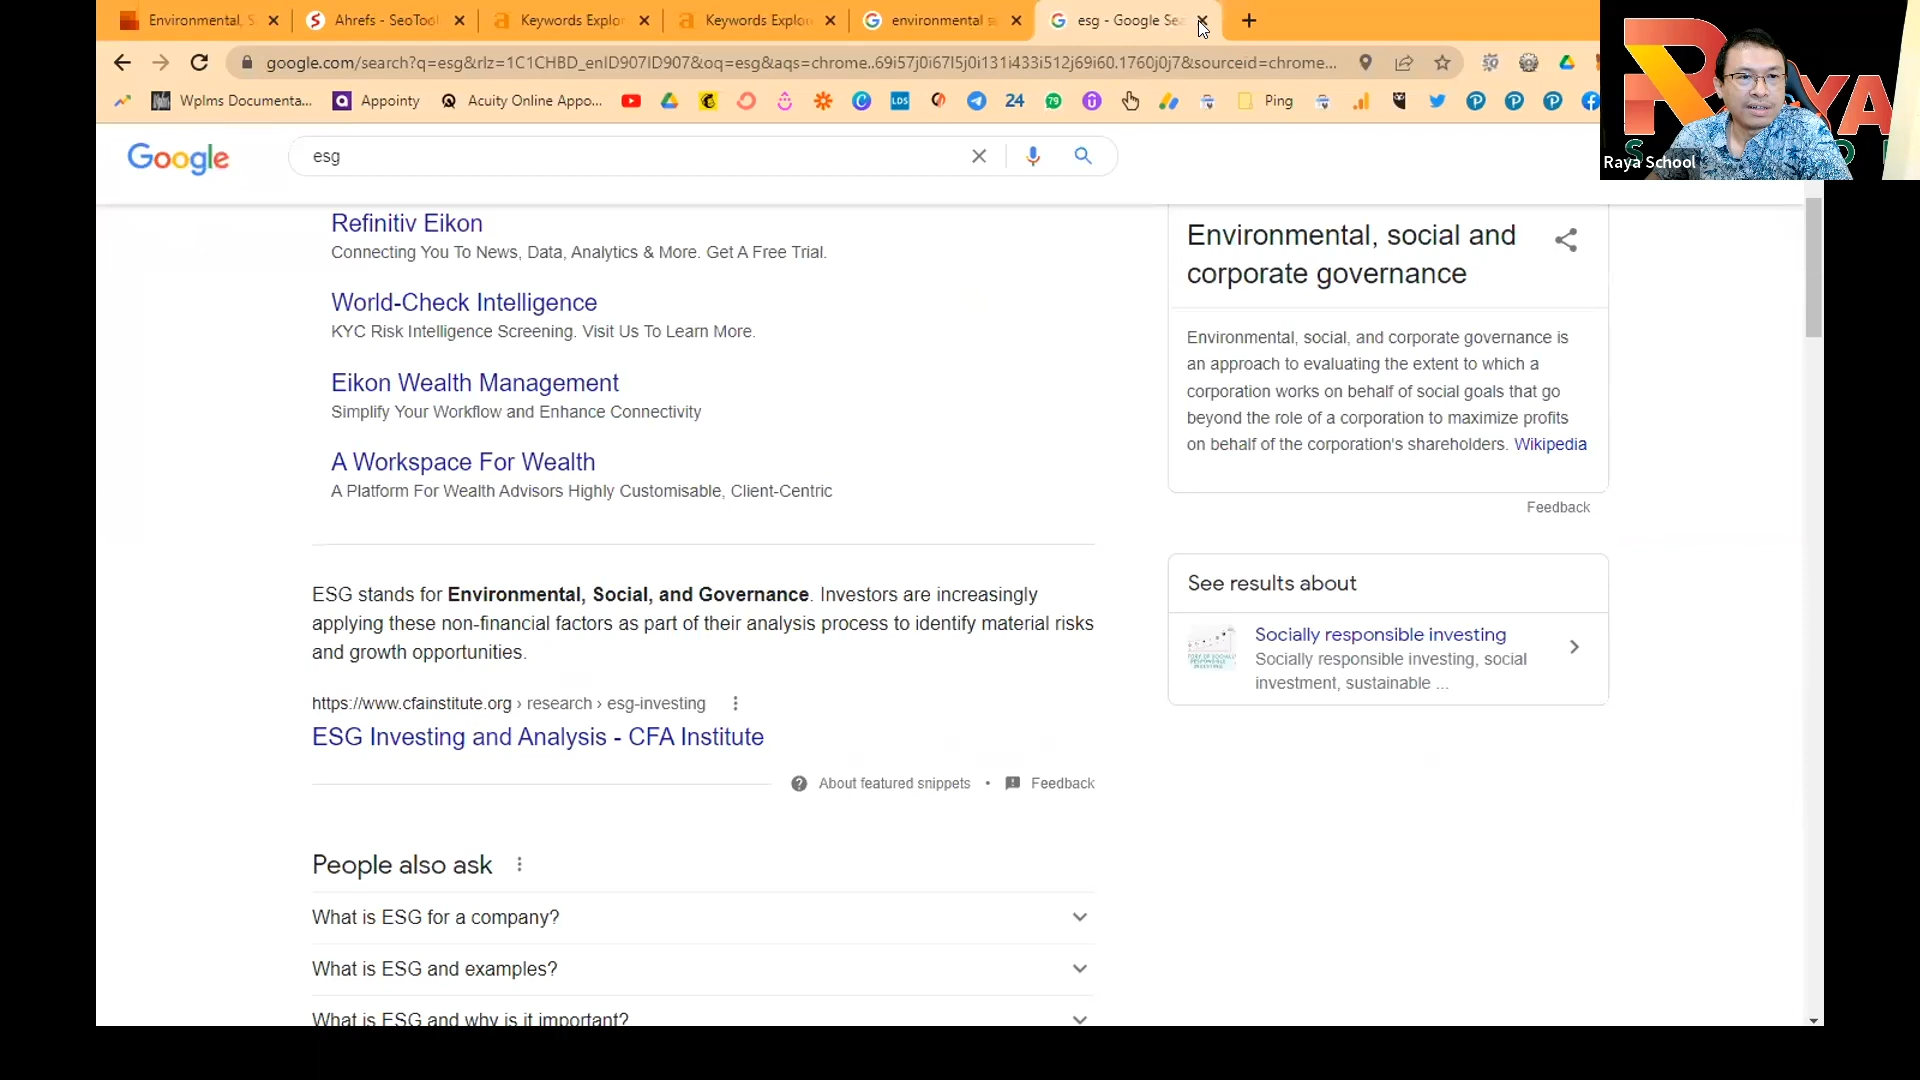 Environmental, S
Ahrefs - SeoTool
Keywords Explor
Keywords Explor
environmental s
esg - Google Sea
google.com/search?q=esg&rlz=1C1CHBD_enID907ID907&oq=esg&aqs=chrome..69i57j0i67l5j0i131i433i512j69i60.1760j0j7&sourceid=chrome...
Wplms Documenta...
Appointy
Acuity Online Appo...
LDS
24
Ping
Raya School
Google
esg
Refinitiv Eikon
Connecting You To News, Data, Analytics & More. Get A Free Trial.
World-Check Intelligence
KYC Risk Intelligence Screening. Visit Us To Learn More.
Eikon Wealth Management
Simplify Your Workflow and Enhance Connectivity
A Workspace For Wealth
A Platform For Wealth Advisors Highly Customisable, Client-Centric
ESG stands for Environmental, Social, and Governance. Investors are increasingly
applying these non-financial factors as part of their analysis process to identify material risks
and growth opportunities.
https://www.cfainstitute.org › research › esg-investing
ESG Investing and Analysis - CFA Institute
About featured snippets • Feedback
People also ask
What is ESG for a company?
What is ESG and examples?
What is ESG and why is it important?
Environmental, social and
corporate governance
Environmental, social, and corporate governance is
an approach to evaluating the extent to which a
corporation works on behalf of social goals that go
beyond the role of a corporation to maximize profits
on behalf of the corporation's shareholders. Wikipedia
Feedback
See results about
Socially responsible investing
Socially responsible investing, social
investment, sustainable ...